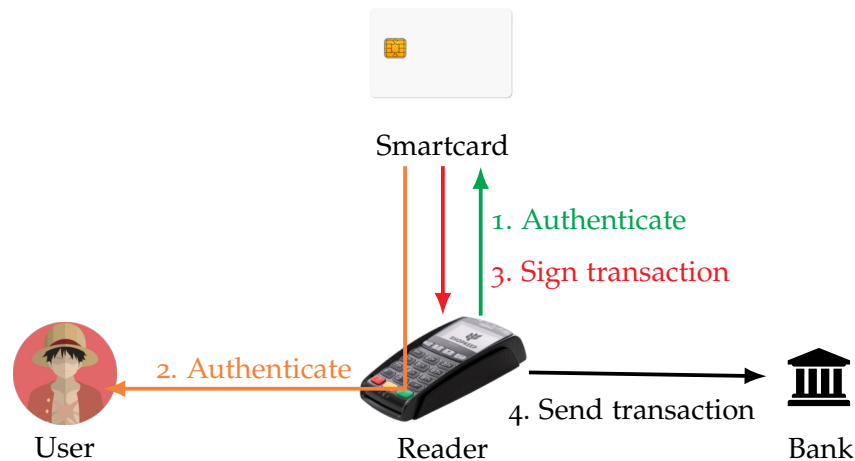 Smartcard
1. Authenticate
3. Sign transaction
2. Authenticate
4. Send transaction
User
Reader
Bank